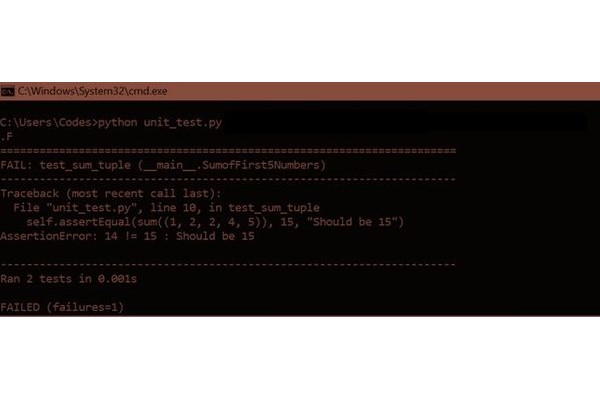 C:\Windows\System32\cmd.exe
C:\Users\Codes>python unit_test.py
.F
======================================================================
FAIL: test_sum_tuple (__main__.SumofFirst5Numbers)
----------------------------------------------------------------------
Traceback (most recent call last):
  File "unit_test.py", line 10, in test_sum_tuple
    self.assertEqual(sum((1, 2, 2, 4, 5)), 15, "Should be 15")
AssertionError: 14 != 15 : Should be 15
----------------------------------------------------------------------
Ran 2 tests in 0.001s
FAILED (failures=1)